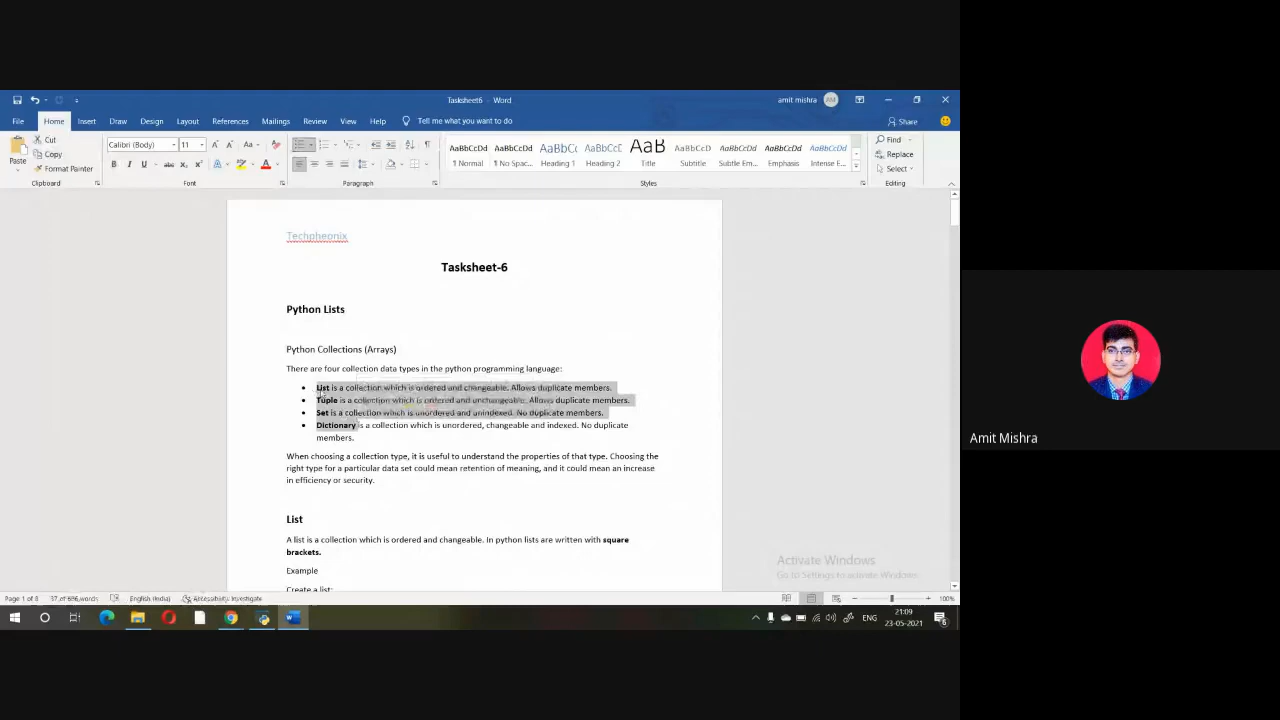 Tasksheet6 - Word
amit mishra
File Home Insert Draw Design Layout References Mailings Review View Help Tell me what you want to do
Share
Paste
Cut
Copy
Format Painter
Clipboard
Calibri (Body) 11
Font
Paragraph
AaBbCcDd AaBbCcDd AaBbC( AaBbCcC AaB AaBbCcD AaBbCcDd AaBbCcDd AaBbCcDd
¶ Normal ¶ No Spac... Heading 1 Heading 2 Title Subtitle Subtle Em... Emphasis Intense E...
Styles
Find
Replace
Select
Editing
Techpheonix
Tasksheet-6
Python Lists
Python Collections (Arrays)
There are four collection data types in the python programming language:
• List is a collection which is ordered and changeable. Allows duplicate members.
• Tuple is a collection which is ordered and unchangeable. Allows duplicate members.
• Set is a collection which is unordered and unindexed. No duplicate members.
• Dictionary is a collection which is unordered, changeable and indexed. No duplicate
members.
When choosing a collection type, it is useful to understand the properties of that type. Choosing the
right type for a particular data set could mean retention of meaning, and it could mean an increase
in efficiency or security.
List
A list is a collection which is ordered and changeable. In python lists are written with square
brackets.
Example
Create a list:
Activate Windows
Go to Settings to activate Windows.
Page 1 of 8 37 of 696 words English (India) Accessibility: Investigate
100%
ENG
21:09
23-05-2021
Amit Mishra